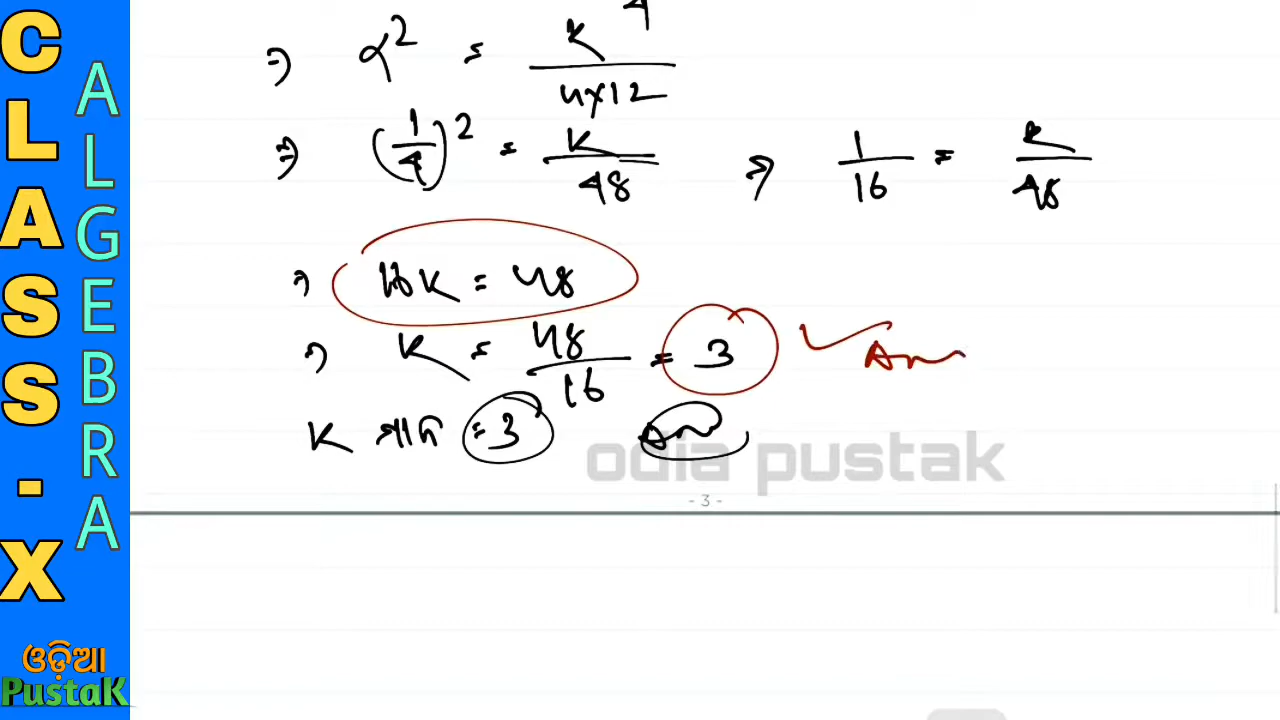 CLASS-X
ALGEBRA
ଓଡ଼ିଆ
PustaK
⇒ α² = K / 4×12
⇒ (1/4)² = K/48 ⇒ 1/16 = K/48
⇒ 16K = 48
⇒ K = 48/16 = 3 Ans
K ମାନ = 3 Ans
odia pustak
- 3 -